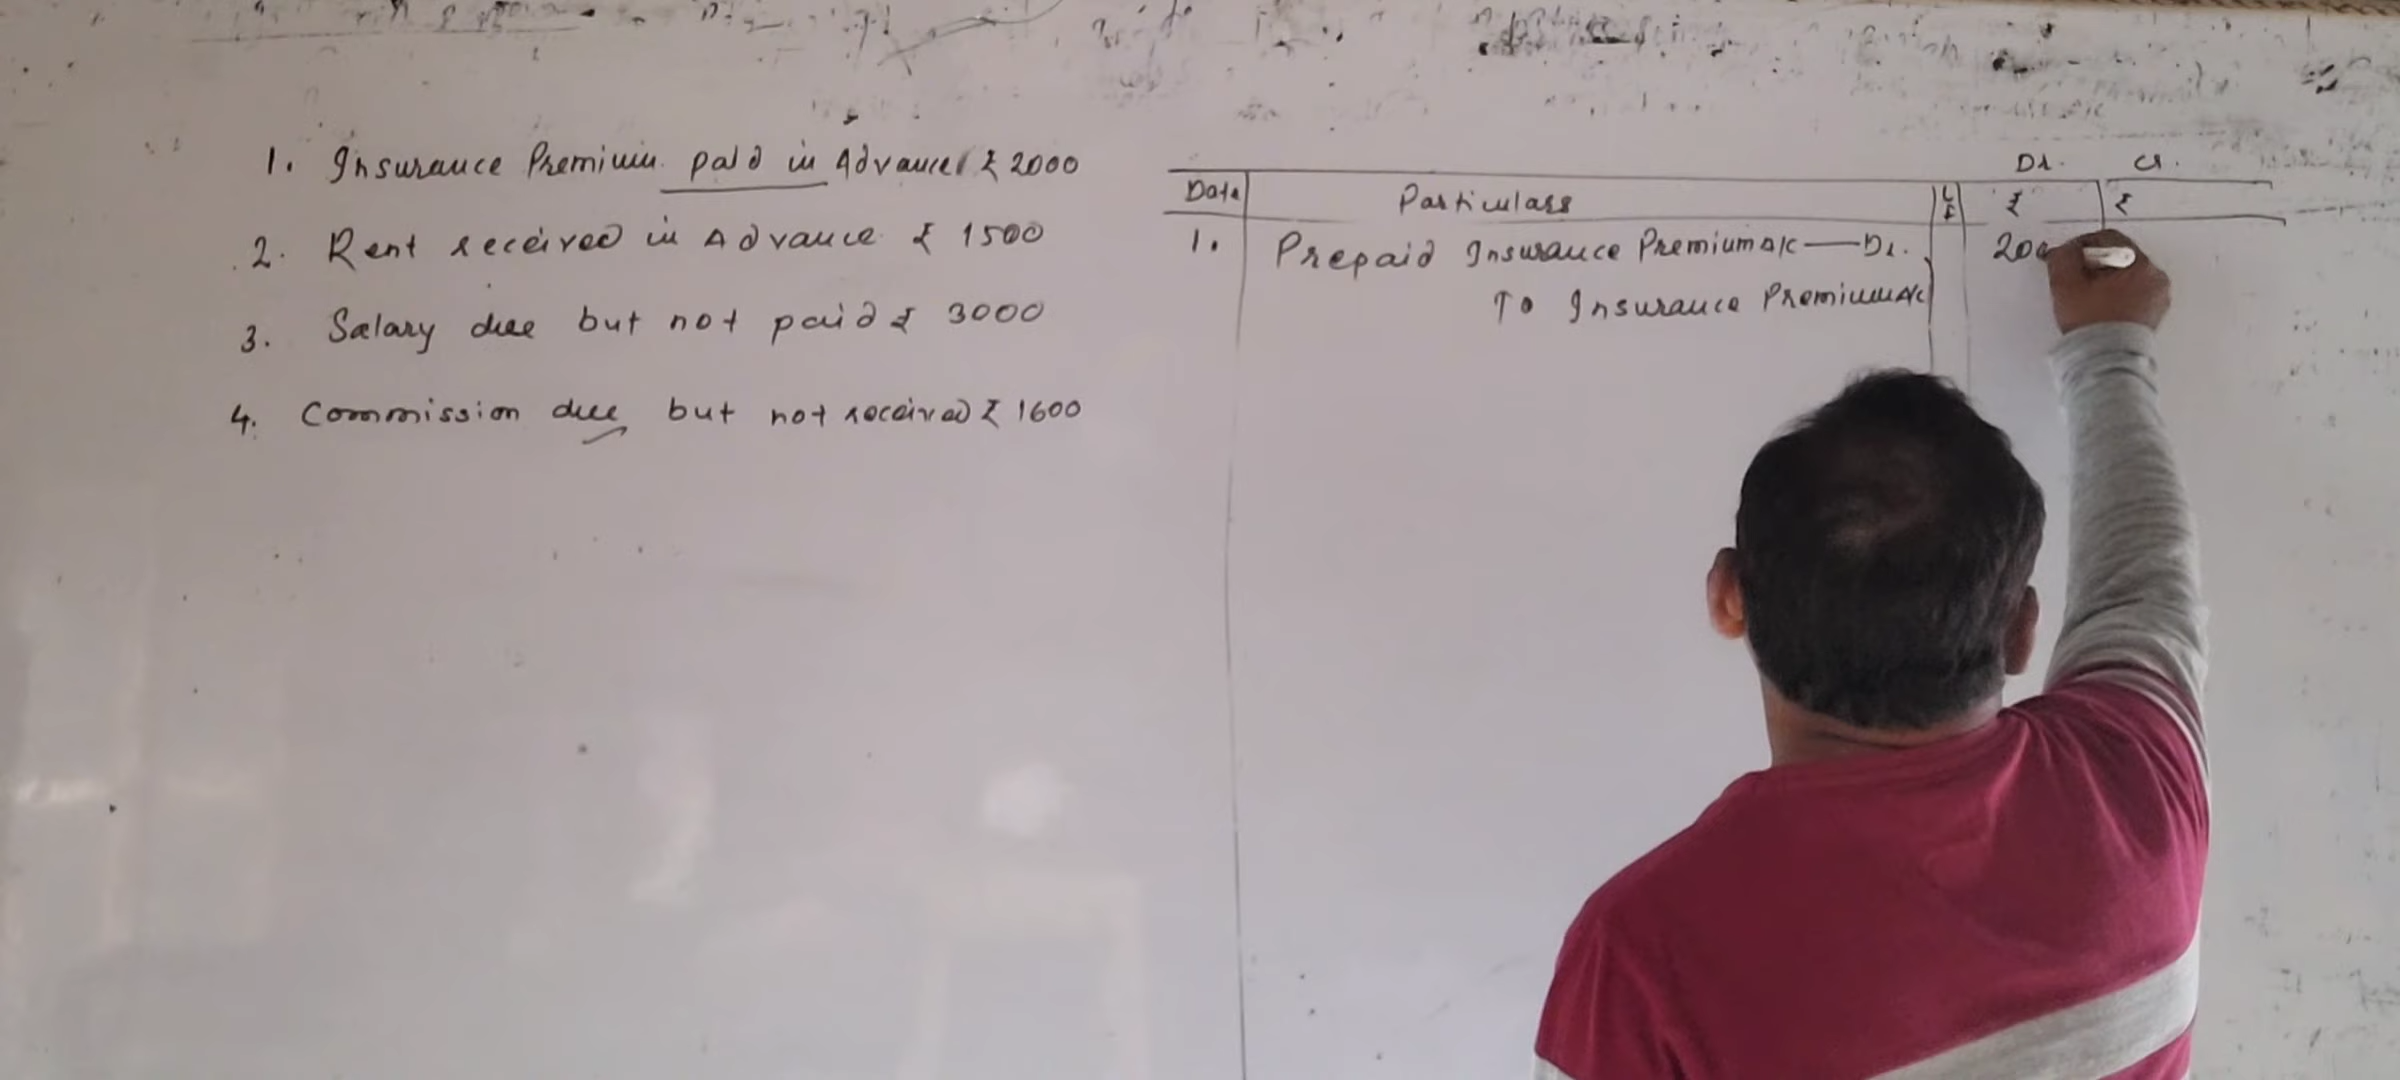 1. Insurance Premium paid in Advance ₹ 2000
2. Rent received in Advance ₹ 1500
3. Salary due but not paid ₹ 3000
4. Commission due but not received ₹ 1600
Dr. Cr.
Date Particulars LF ₹ ₹
1. Prepaid Insurance Premium A/c — Dr. 200
To Insurance Premium A/c